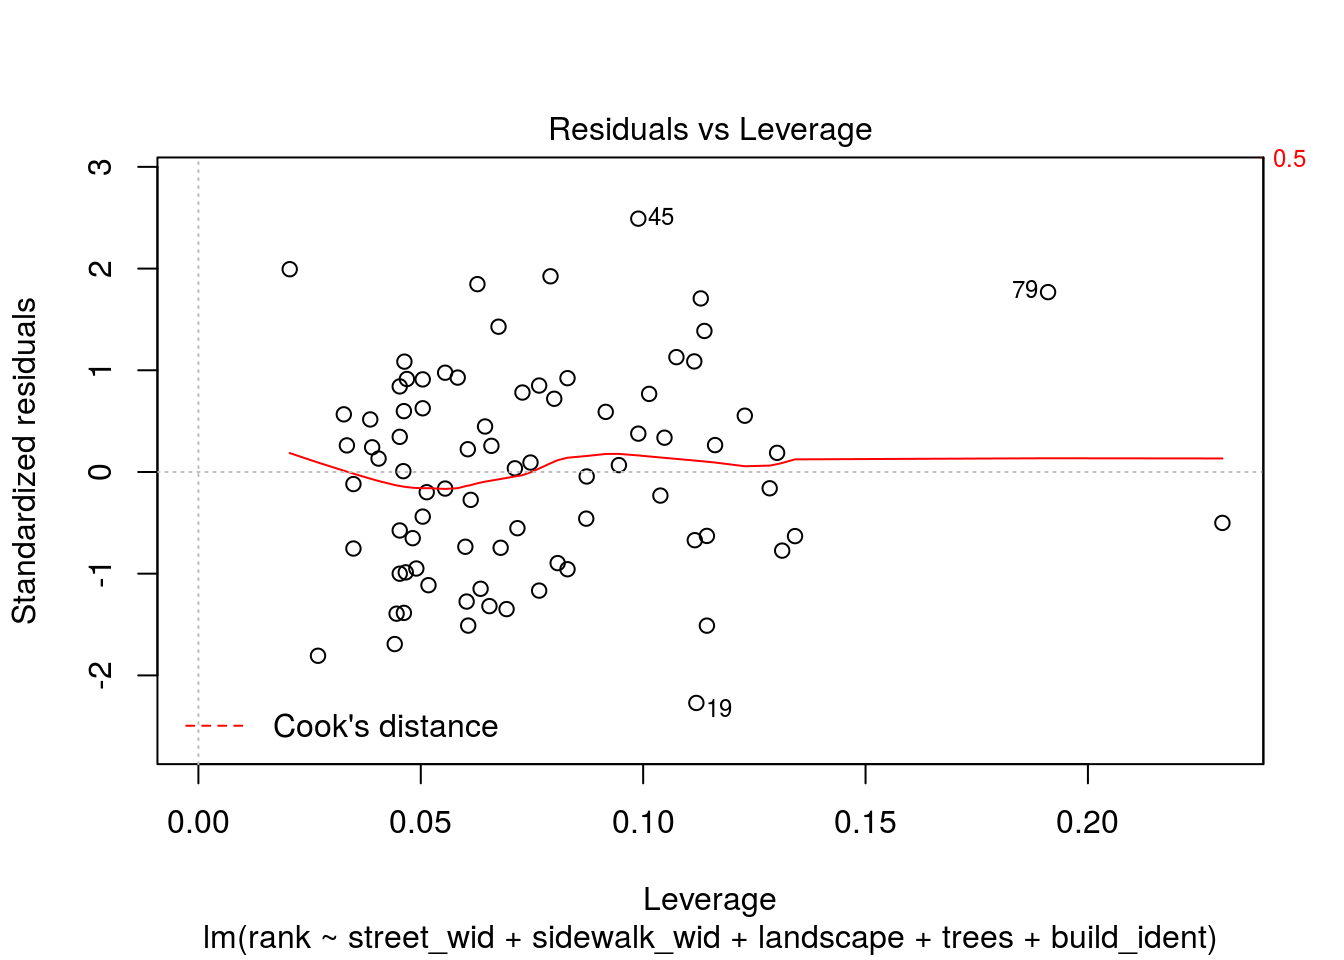 Residuals vs Leverage
0.5
3
2
1
0
-1
-2
Standardized residuals
45
79
19
Cook's distance
0.00 0.05 0.10 0.15 0.20
Leverage
lm(rank ~ street_wid + sidewalk_wid + landscape + trees + build_ident)